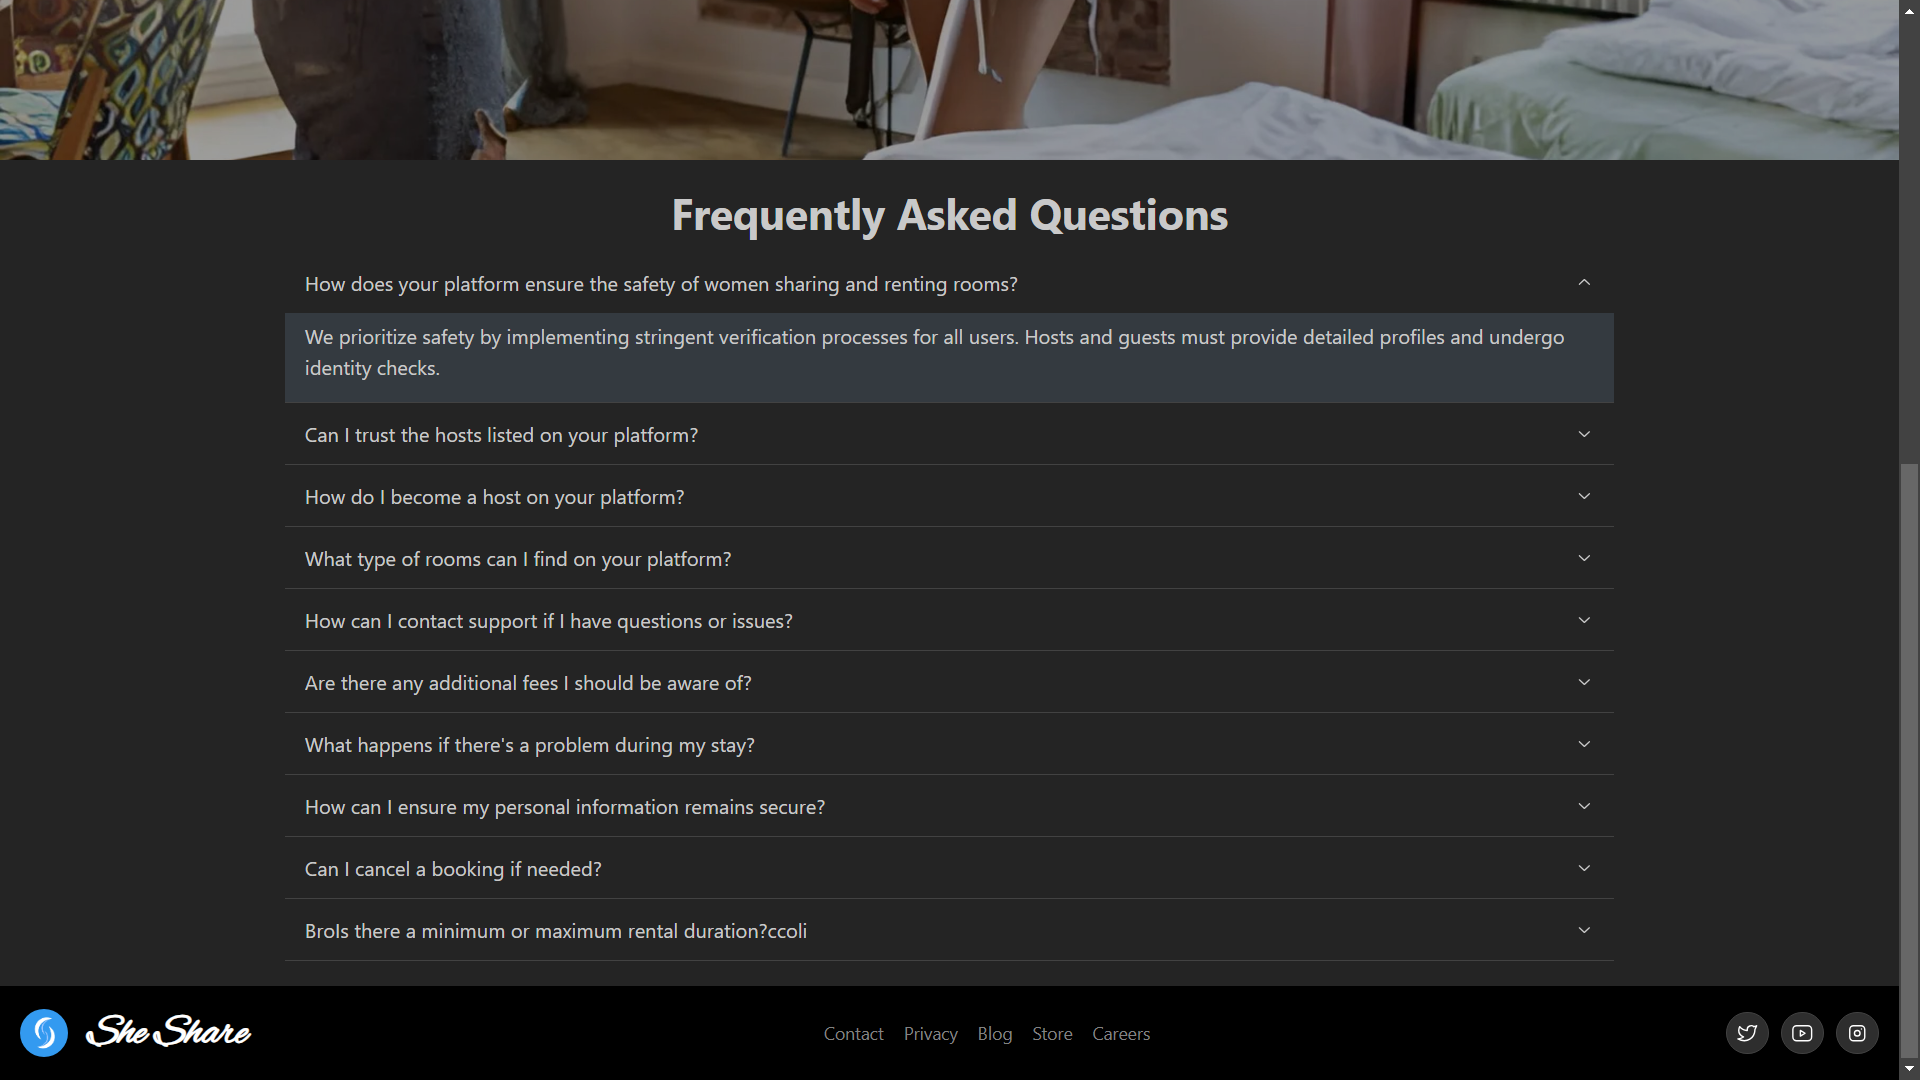 Frequently Asked Questions
How does your platform ensure the safety of women sharing and renting rooms?
We prioritize safety by implementing stringent verification processes for all users. Hosts and guests must provide detailed profiles and undergo
identity checks.
Can I trust the hosts listed on your platform?
How do I become a host on your platform?
What type of rooms can I find on your platform?
How can I contact support if I have questions or issues?
Are there any additional fees I should be aware of?
What happens if there's a problem during my stay?
How can I ensure my personal information remains secure?
Can I cancel a booking if needed?
BroIs there a minimum or maximum rental duration?ccoli
She Share
Contact Privacy Blog Store Careers